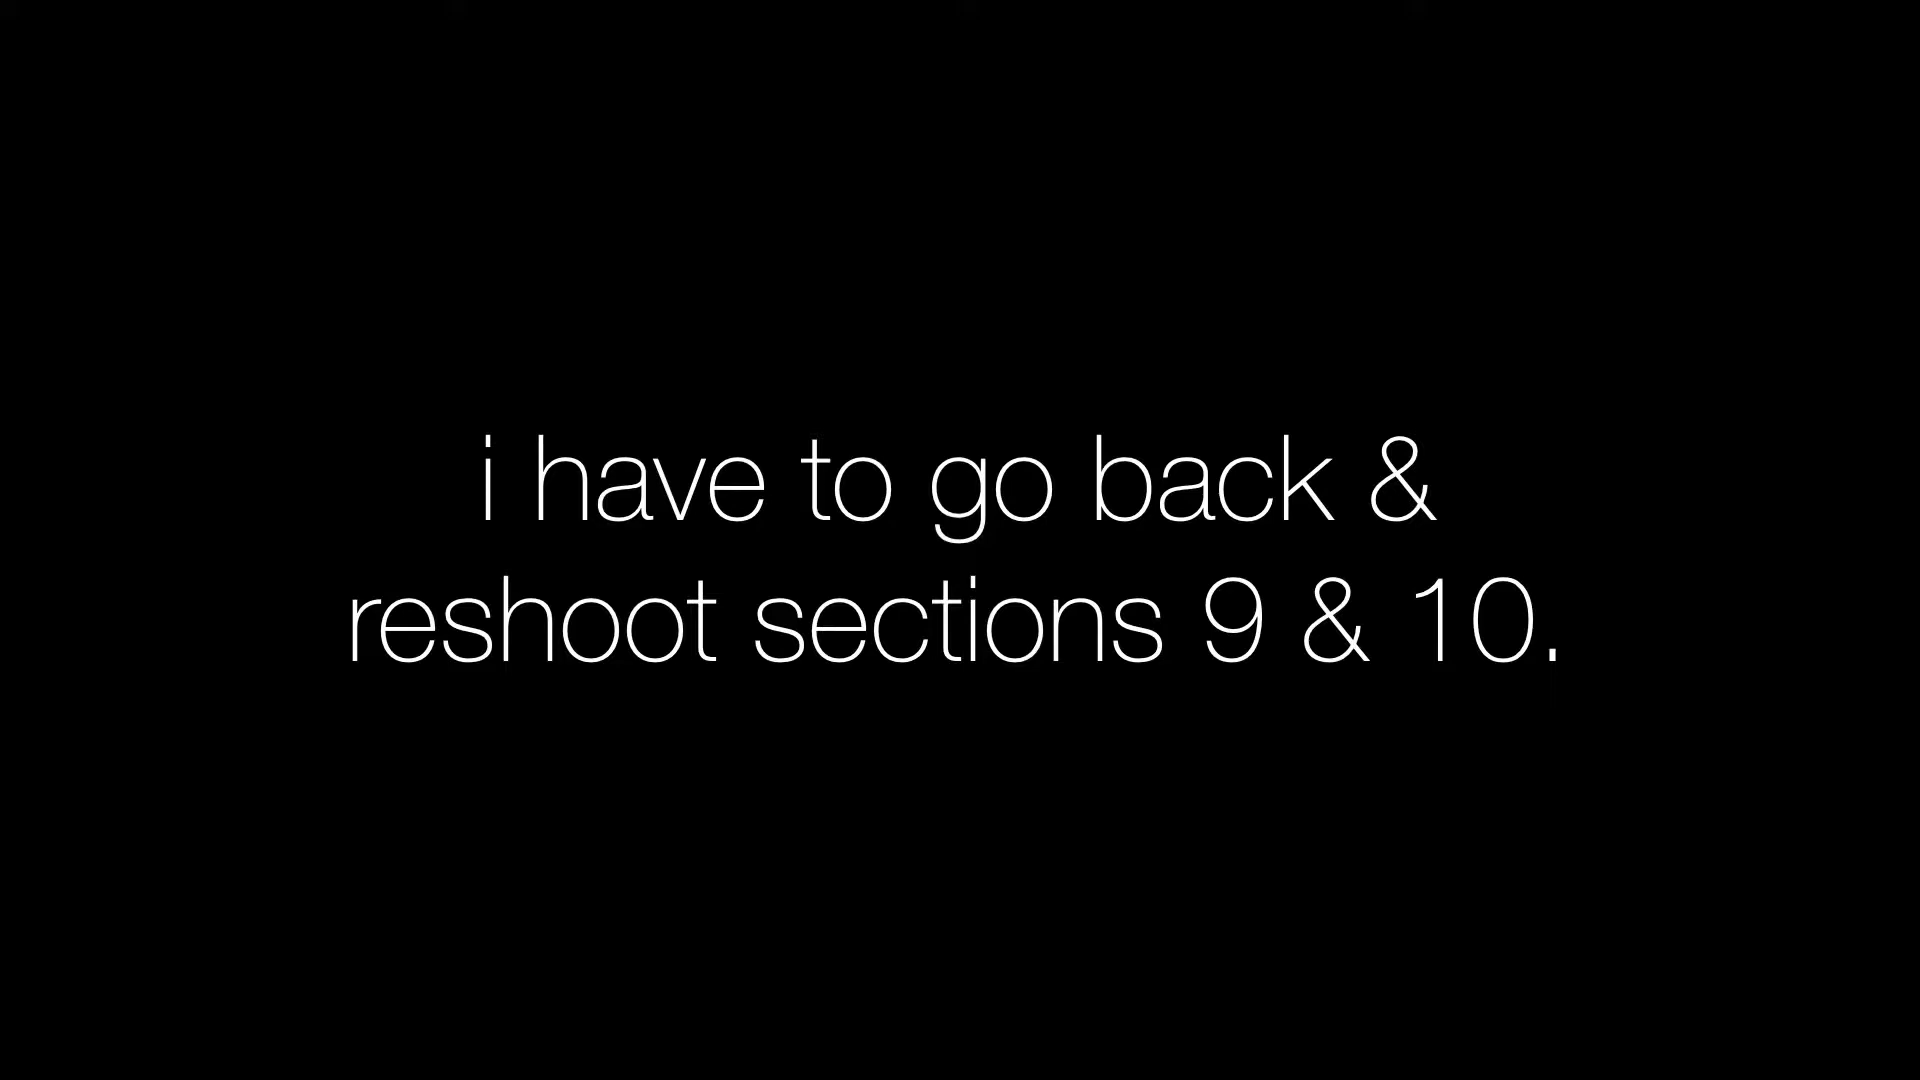 i have to go back &
reshoot sections 9 & 10.